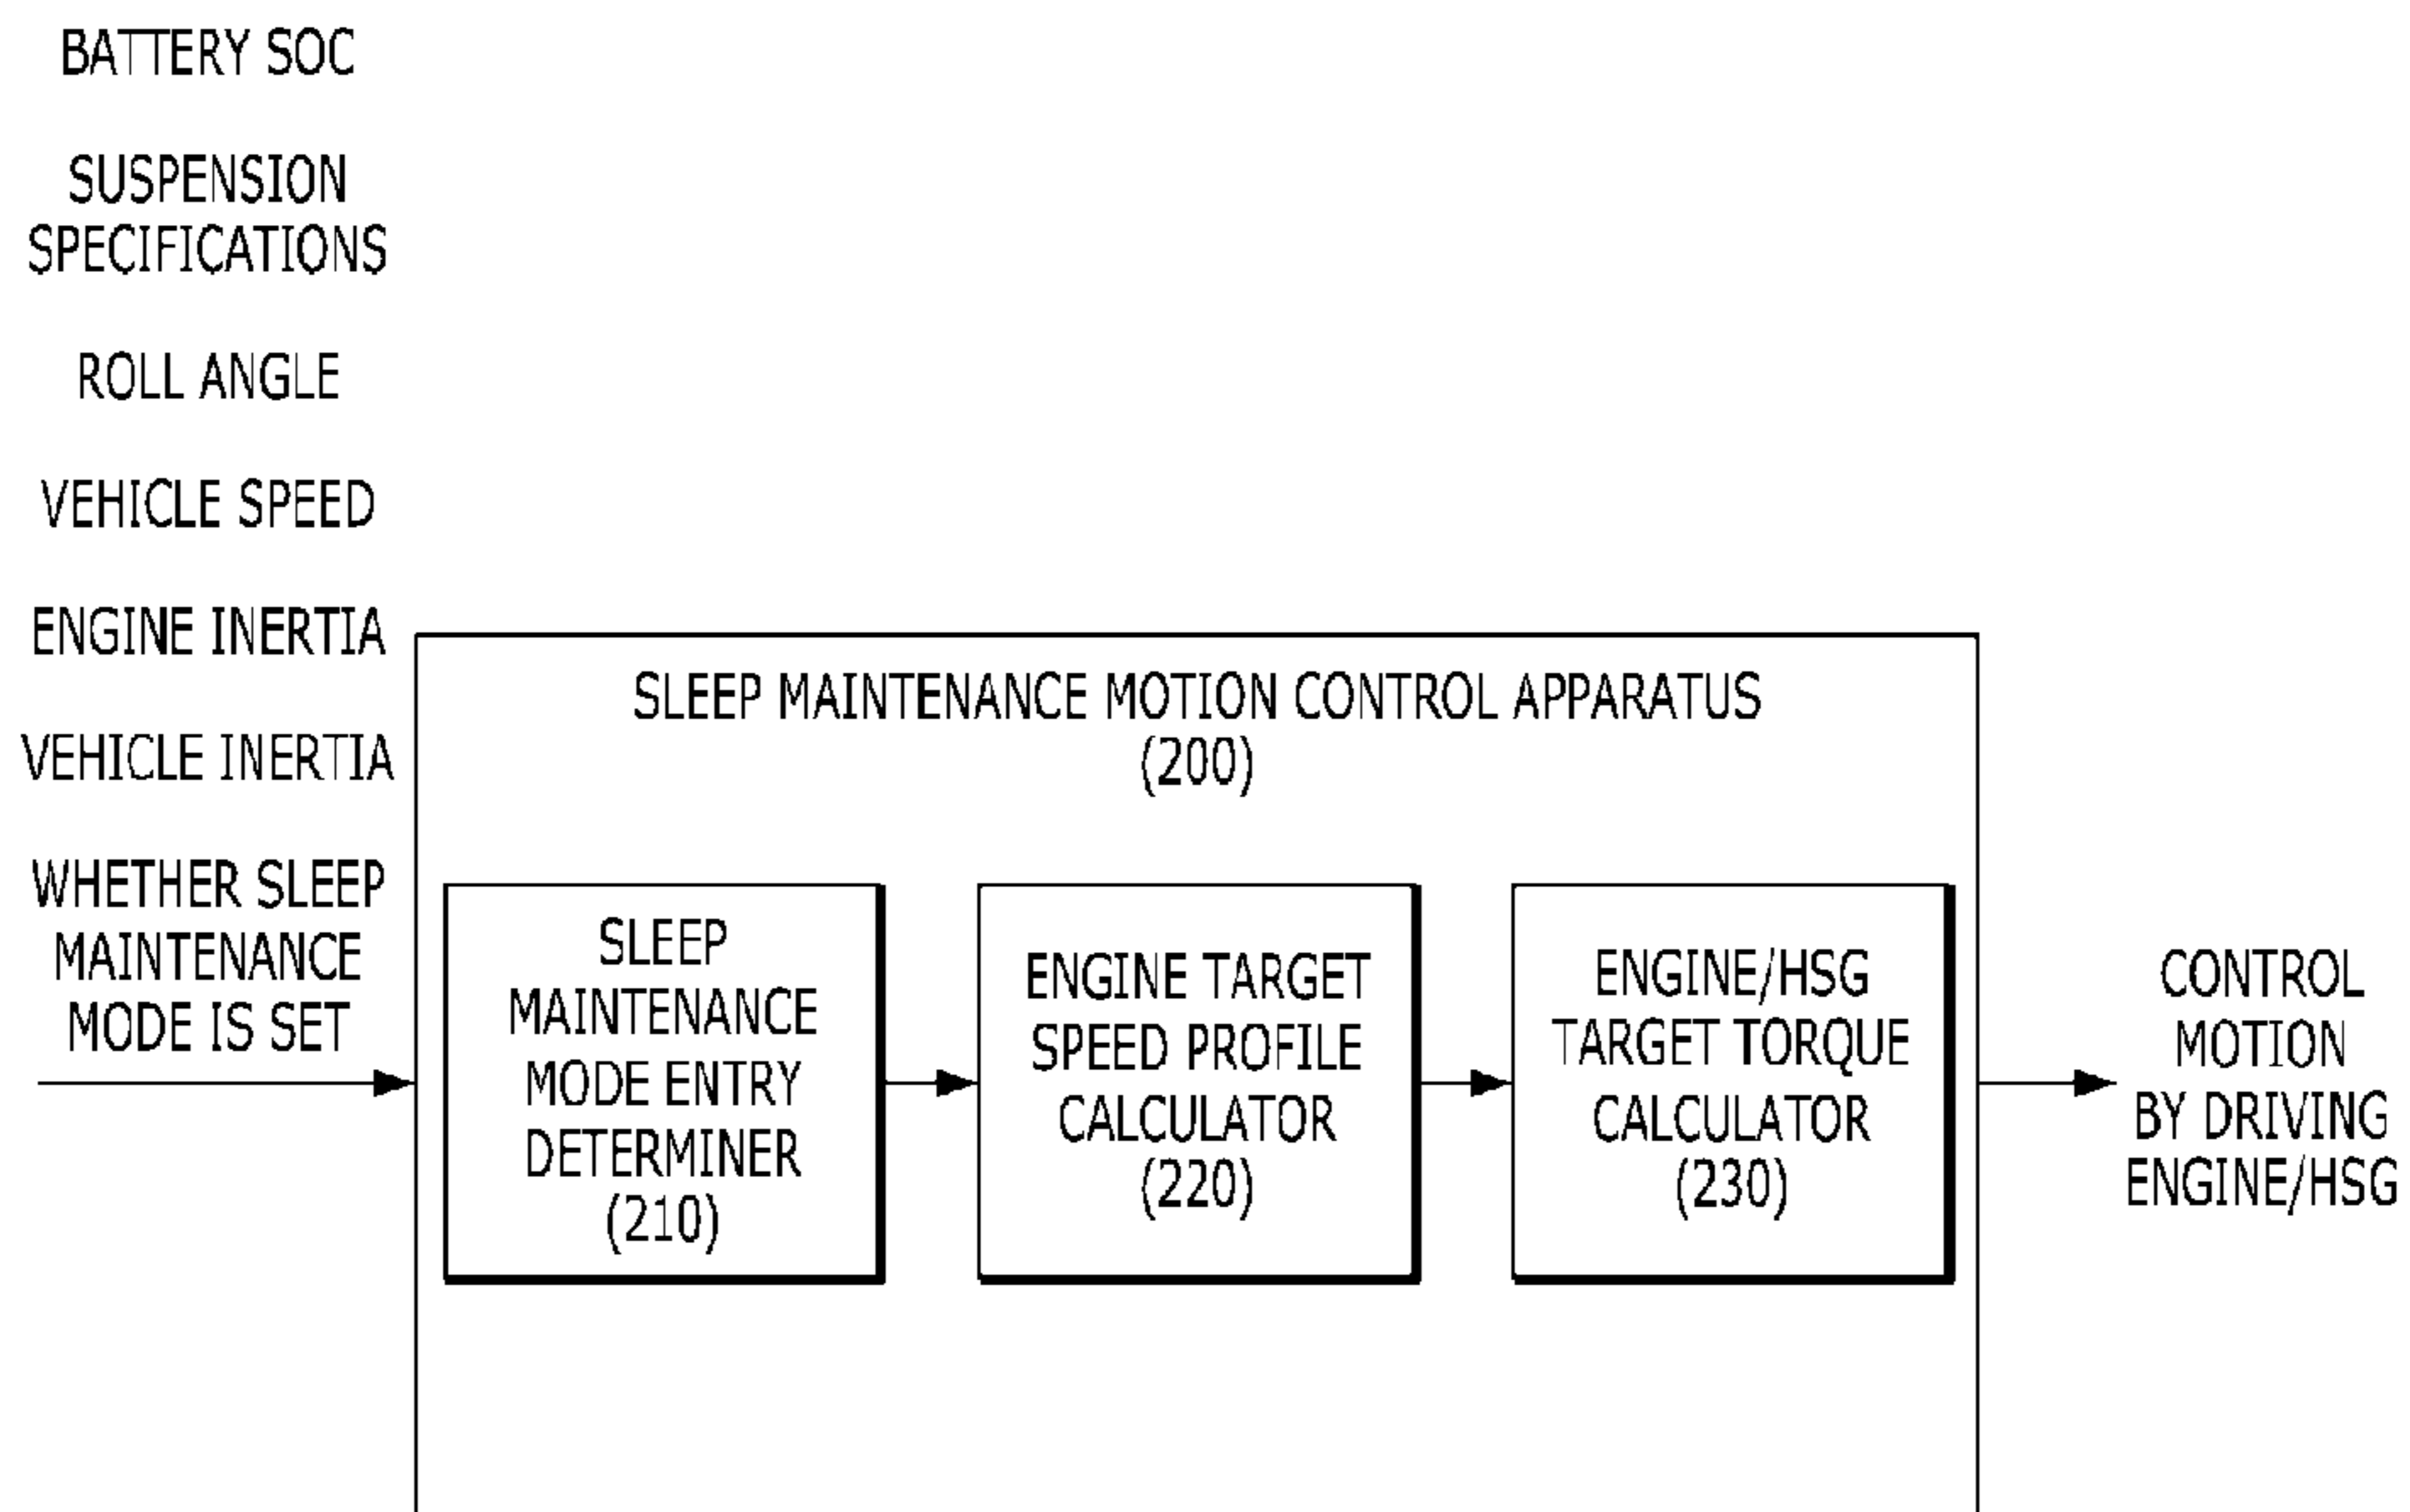 BATTERY SOC
SUSPENSION
SPECIFICATIONS
ROLL ANGLE
VEHICLE SPEED
ENGINE INERTIA
VEHICLE INERTIA
WHETHER SLEEP
MAINTENANCE
MODE IS SET
SLEEP MAINTENANCE MOTION CONTROL APPARATUS
(200)
SLEEP
MAINTENANCE
MODE ENTRY
DETERMINER
(210)
ENGINE TARGET
SPEED PROFILE
CALCULATOR
(220)
ENGINE/HSG
TARGET TORQUE
CALCULATOR
(230)
CONTROL
MOTION
BY DRIVING
ENGINE/HSG